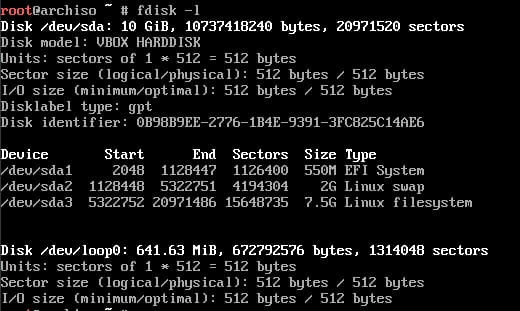 root@archiso ~ # fdisk -l
Disk /dev/sda: 10 GiB, 10737418240 bytes, 20971520 sectors
Disk model: VBOX HARDDISK
Units: sectors of 1 * 512 = 512 bytes
Sector size (logical/physical): 512 bytes / 512 bytes
I/O size (minimum/optimal): 512 bytes / 512 bytes
Disklabel type: gpt
Disk identifier: 0B98B9EE-2776-1B4E-9391-3FC825C14AE6
Device Start End Sectors Size Type
/dev/sda1 2048 1128447 1126400 550M EFI System
/dev/sda2 1128448 5322751 4194304 2G Linux swap
/dev/sda3 5322752 20971486 15648735 7.5G Linux filesystem
Disk /dev/loop0: 641.63 MiB, 672792576 bytes, 1314048 sectors
Units: sectors of 1 * 512 = 512 bytes
Sector size (logical/physical): 512 bytes / 512 bytes
I/O size (minimum/optimal): 512 bytes / 512 bytes